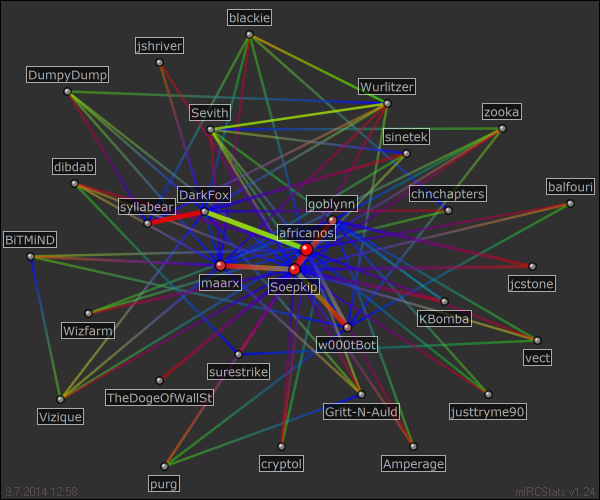 blackie
jshriver
DumpyDump
Wurlitzer
Sevith
zooka
sinetek
dibdab
DarkFox
syllabear
goblynn
chnchapters
balfouri
africanos
BiTMiND
maarx
Soepkip
jcstone
KBomba
Wizfarm
w000tBot
vect
surestrike
TheDogeOfWallSt
Vizique
Gritt-N-Auld
justtryme90
purg
cryptol
Amperage
9.7.2014 12:58
mIRCStats v1.24